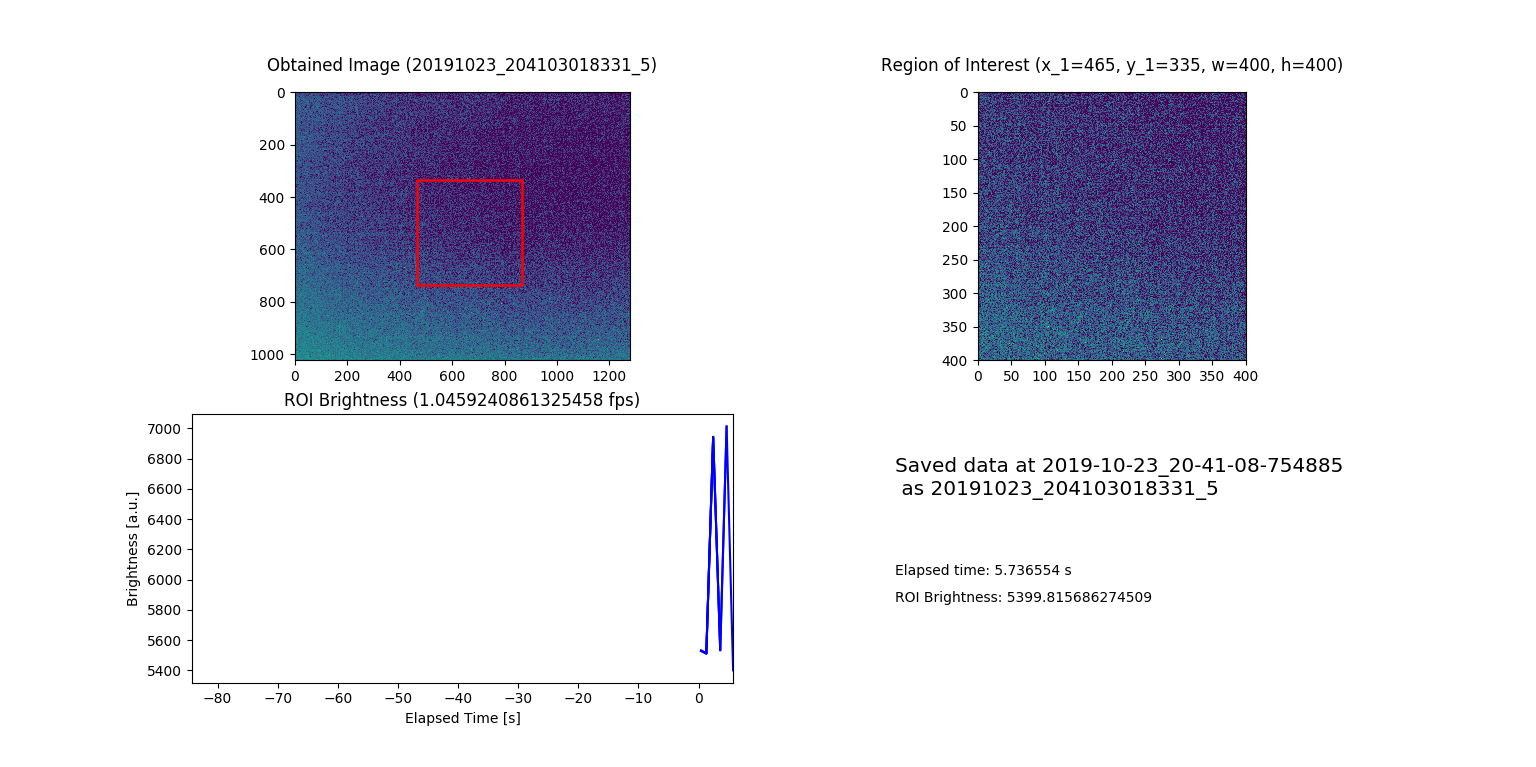 Obtained Image (20191023_204103018331_5)
0
200
400
600
800
1000
0 200 400 600 800 1000 1200
Region of Interest (x_1=465, y_1=335, w=400, h=400)
0
50
100
150
200
250
300
350
400
0 50 100 150 200 250 300 350 400
ROI Brightness (1.0459240861325458 fps)
Brightness [a.u.]
7000
6800
6600
6400
6200
6000
5800
5600
5400
−80 −70 −60 −50 −40 −30 −20 −10 0
Elapsed Time [s]
Saved data at 2019-10-23_20-41-08-754885
as 20191023_204103018331_5
Elapsed time: 5.736554 s
ROI Brightness: 5399.815686274509